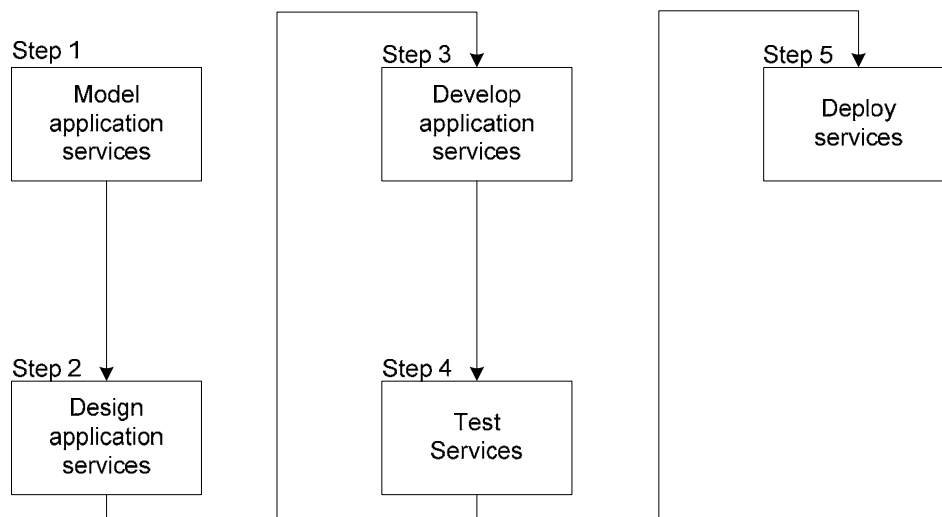 Step 1
Model
application
services
Step 2
Design
application
services
Step 3
Develop
application
services
Step 4
Test
Services
Step 5
Deploy
services